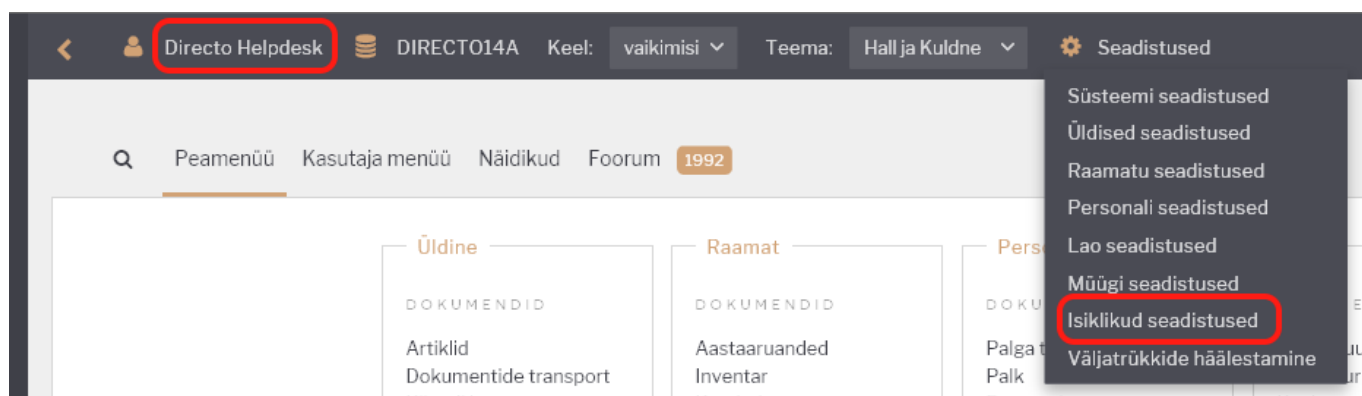 Directo Helpdesk DIRECTO14A Keel: vaikimisi Teema: Hall ja Kuldne Seadistused
Süsteemi seadistused
Üldised seadistused
Raamatu seadistused
Personali seadistused
Lao seadistused
Müügi seadistused
Isiklikud seadistused
Väljatrükkide häälestamine
Peamenüü Kasutaja menüü Näidikud Foorum 1992
Üldine
DOKUMENDID
Artiklid
Dokumentide transport
Raamat
DOKUMENDID
Aastaaruanded
Inventar
Palga
Palk